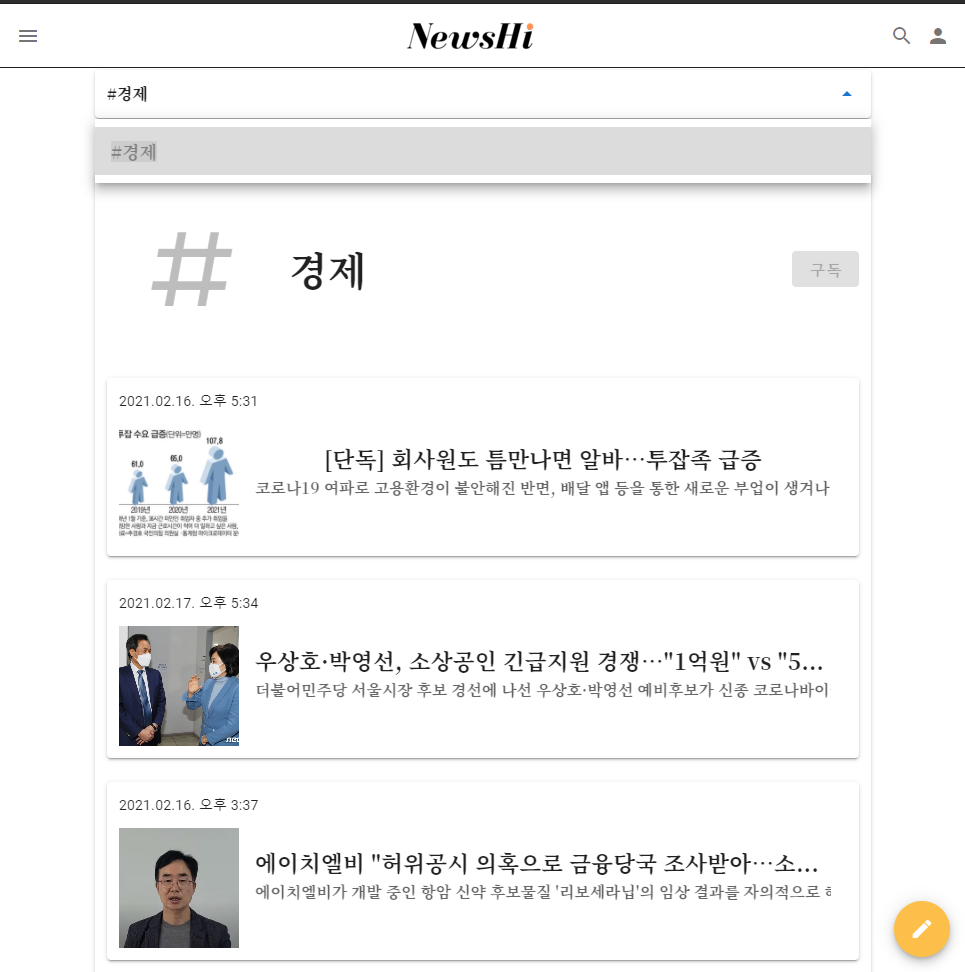 NewsHi
#경제
#경제
#
경제
구독
2021.02.16. 오후 5:31
투잡 수요 급증(단위=만명)
107.8
65.0
61.0
2019년 2020년 2021년
[단독] 회사원도 틈만나면 알바…투잡족 급증
코로나19 여파로 고용환경이 불안해진 반면, 배달 앱 등을 통한 새로운 부업이 생겨나
2021.02.17. 오후 5:34
우상호·박영선, 소상공인 긴급지원 경쟁…"1억원" vs "5...
더불어민주당 서울시장 후보 경선에 나선 우상호·박영선 예비후보가 신종 코로나바이
2021.02.16. 오후 3:37
에이치엘비 "허위공시 의혹으로 금융당국 조사받아…소...
에이치엘비가 개발 중인 항암 신약 후보물질 '리보세라닙'의 임상 결과를 자의적으로